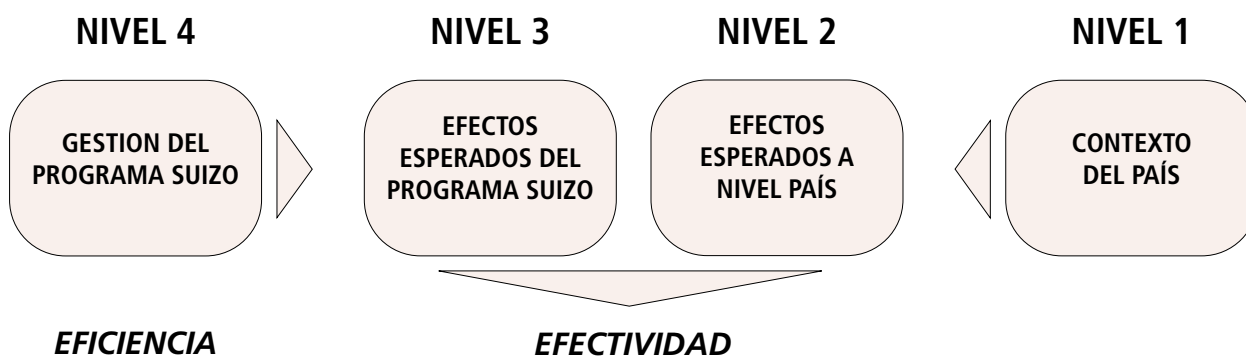 NIVEL 4
NIVEL 3
NIVEL 2
NIVEL 1
GESTION DEL
PROGRAMA SUIZO
EFECTOS
ESPERADOS DEL
PROGRAMA SUIZO
EFECTOS
ESPERADOS A
NIVEL PAÍS
CONTEXTO
DEL PAÍS
EFICIENCIA
EFECTIVIDAD